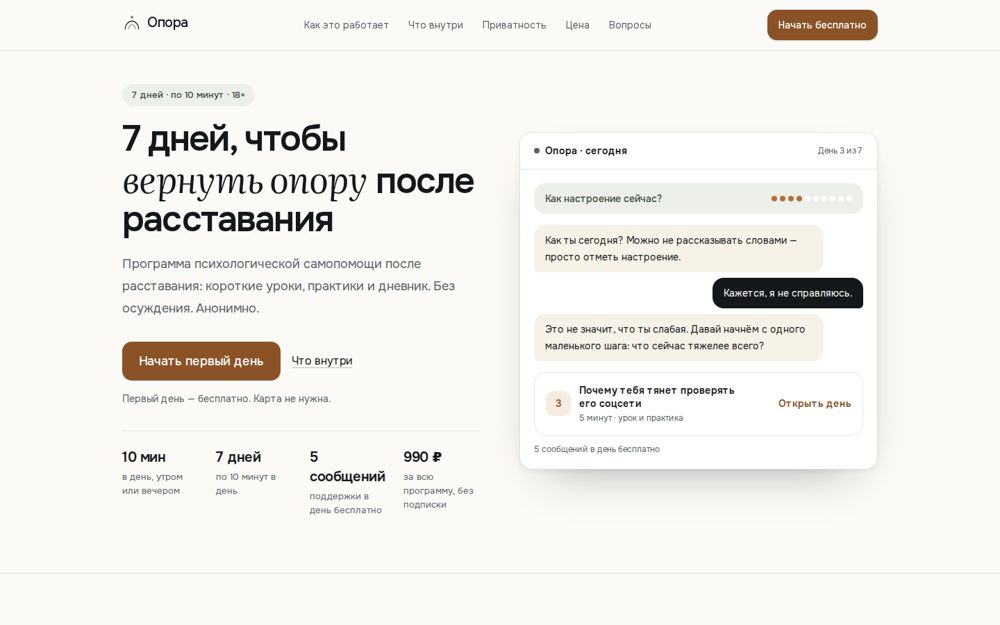 Опора
Как это работает
Что внутри
Приватность
Цена
Вопросы
Начать бесплатно
7 дней · по 10 минут · 18+
7 дней, чтобы
вернуть опору после
расставания
Программа психологической самопомощи после
расставания: короткие уроки, практики и дневник. Без
осуждения. Анонимно.
Начать первый день
Что внутри
Первый день — бесплатно. Карта не нужна.
10 мин
в день, утром
или вечером
7 дней
по 10 минут в
день
5
сообщений
поддержки в
день бесплатно
990 ₽
за всю
программу, без
подписки
Опора · сегодня
День 3 из 7
Как настроение сейчас?
Как ты сегодня? Можно не рассказывать словами —
просто отметь настроение.
Кажется, я не справляюсь.
Это не значит, что ты слабая. Давай начнём с одного
маленького шага: что сейчас тяжелее всего?
3
Почему тебя тянет проверять
его соцсети
5 минут · урок и практика
Открыть день
5 сообщений в день бесплатно